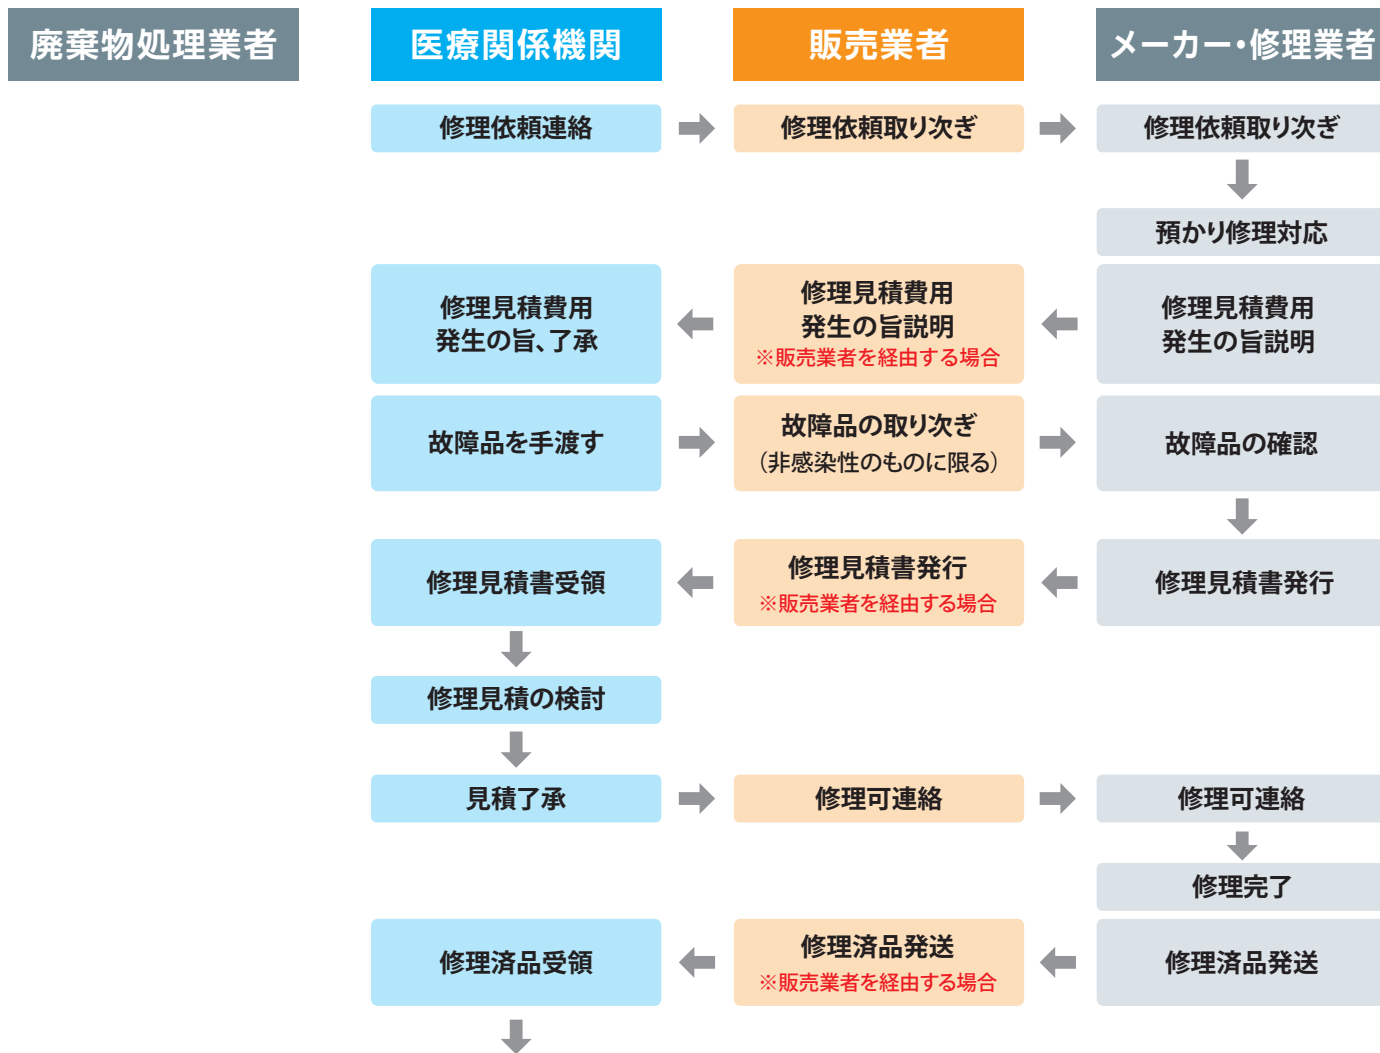 廃棄物処理業者
医療関係機関
販売業者
メーカー・修理業者
修理依頼連絡
修理依頼取り次ぎ
修理依頼取り次ぎ
預かり修理対応
修理見積費用
発生の旨、了承
修理見積費用
発生の旨説明
※販売業者を経由する場合
修理見積費用
発生の旨説明
故障品を手渡す
故障品の取り次ぎ
(非感染性のものに限る)
故障品の確認
修理見積書受領
修理見積書発行
※販売業者を経由する場合
修理見積書発行
修理見積の検討
見積了承
修理可連絡
修理可連絡
修理完了
修理済品受領
修理済品発送
※販売業者を経由する場合
修理済品発送